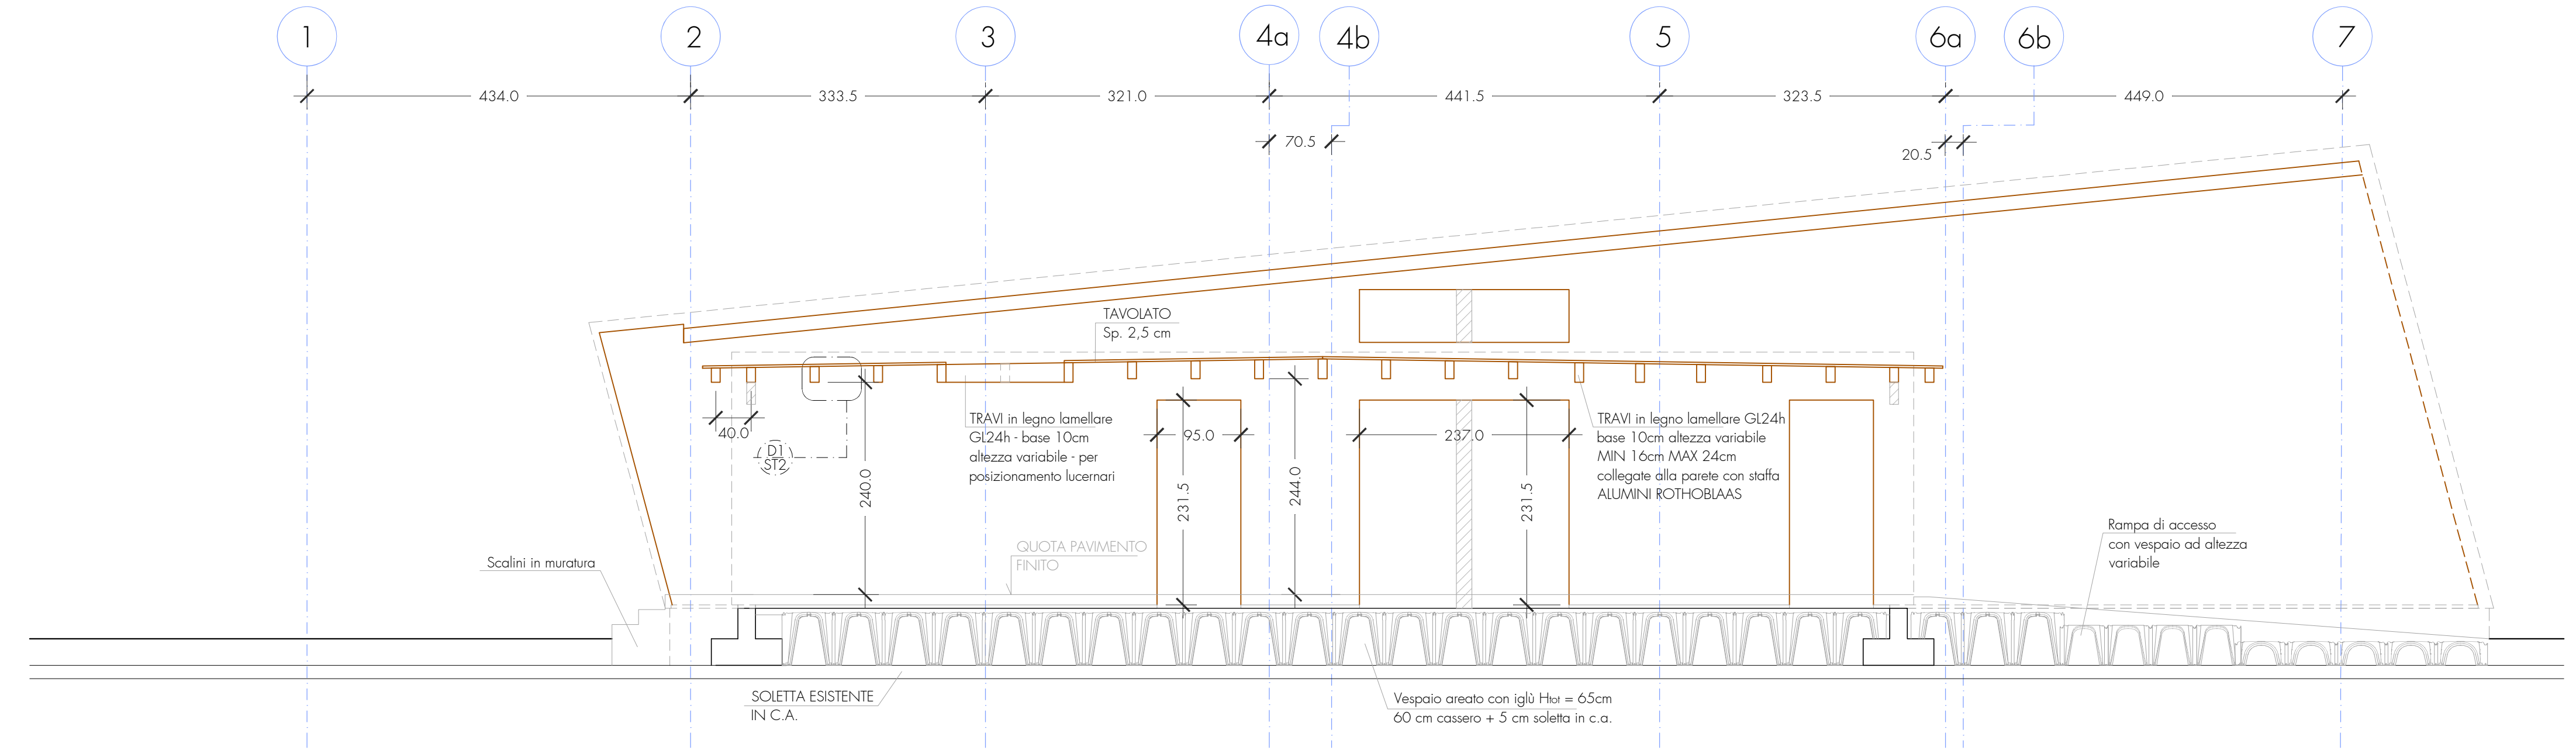 1
2
3
4a
4b
5
6a
6b
7
434.0
333.5
321.0
441.5
323.5
449.0
70.5
20.5
TAVOLATO
Sp. 2,5 cm
TRAVI in legno lamellare
GL24h - base 10cm
altezza variabile - per
posizionamento lucernari
TRAVI in legno lamellare GL24h
base 10cm altezza variabile
MIN 16cm MAX 24cm
collegate alla parete con staffa
ALUMINI ROTHOBLAAS
40.0
D1
ST2
240.0
95.0
231.5
244.0
237.0
231.5
QUOTA PAVIMENTO
FINITO
Scalini in muratura
Rampa di accesso
con vespaio ad altezza
variabile
SOLETTA ESISTENTE
IN C.A.
Vespaio areato con iglù Htot = 65cm
60 cm cassero + 5 cm soletta in c.a.